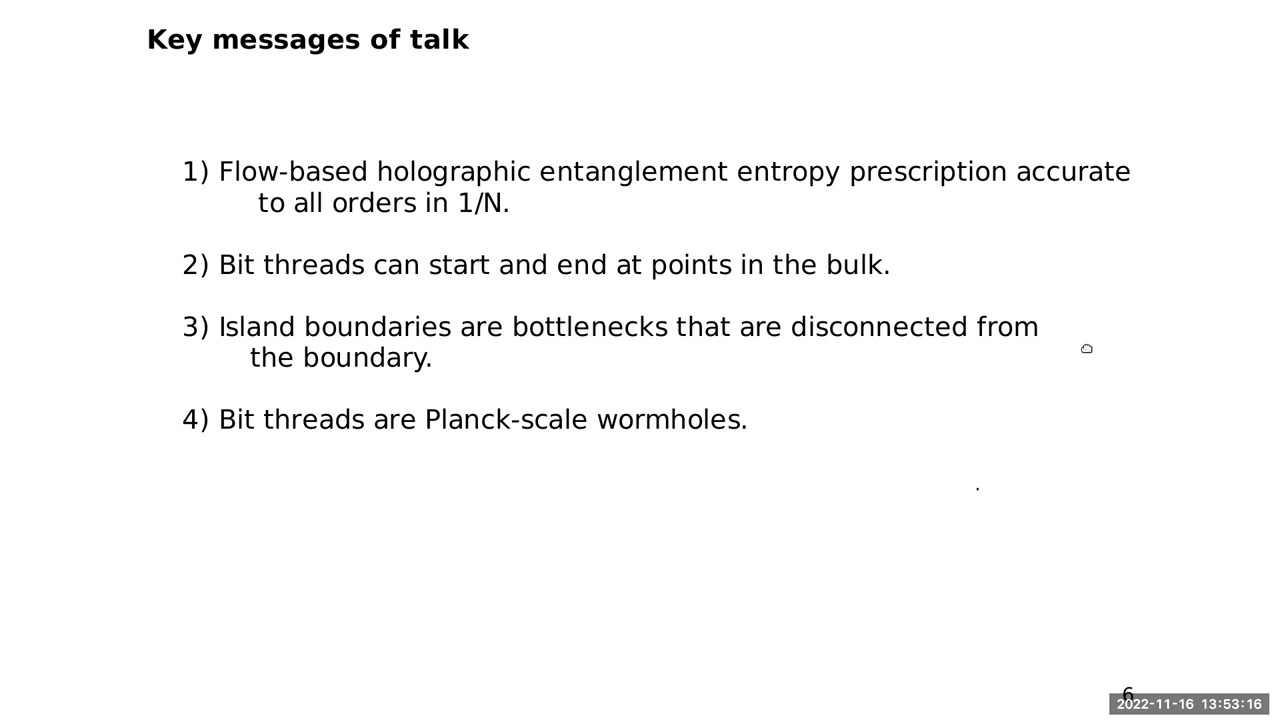 Key messages of talk
1) Flow-based holographic entanglement entropy prescription accurate
to all orders in 1/N.
2) Bit threads can start and end at points in the bulk.
3) Island boundaries are bottlenecks that are disconnected from
the boundary.
4) Bit threads are Planck-scale wormholes.
.
6
2022-11-16 13:53:16